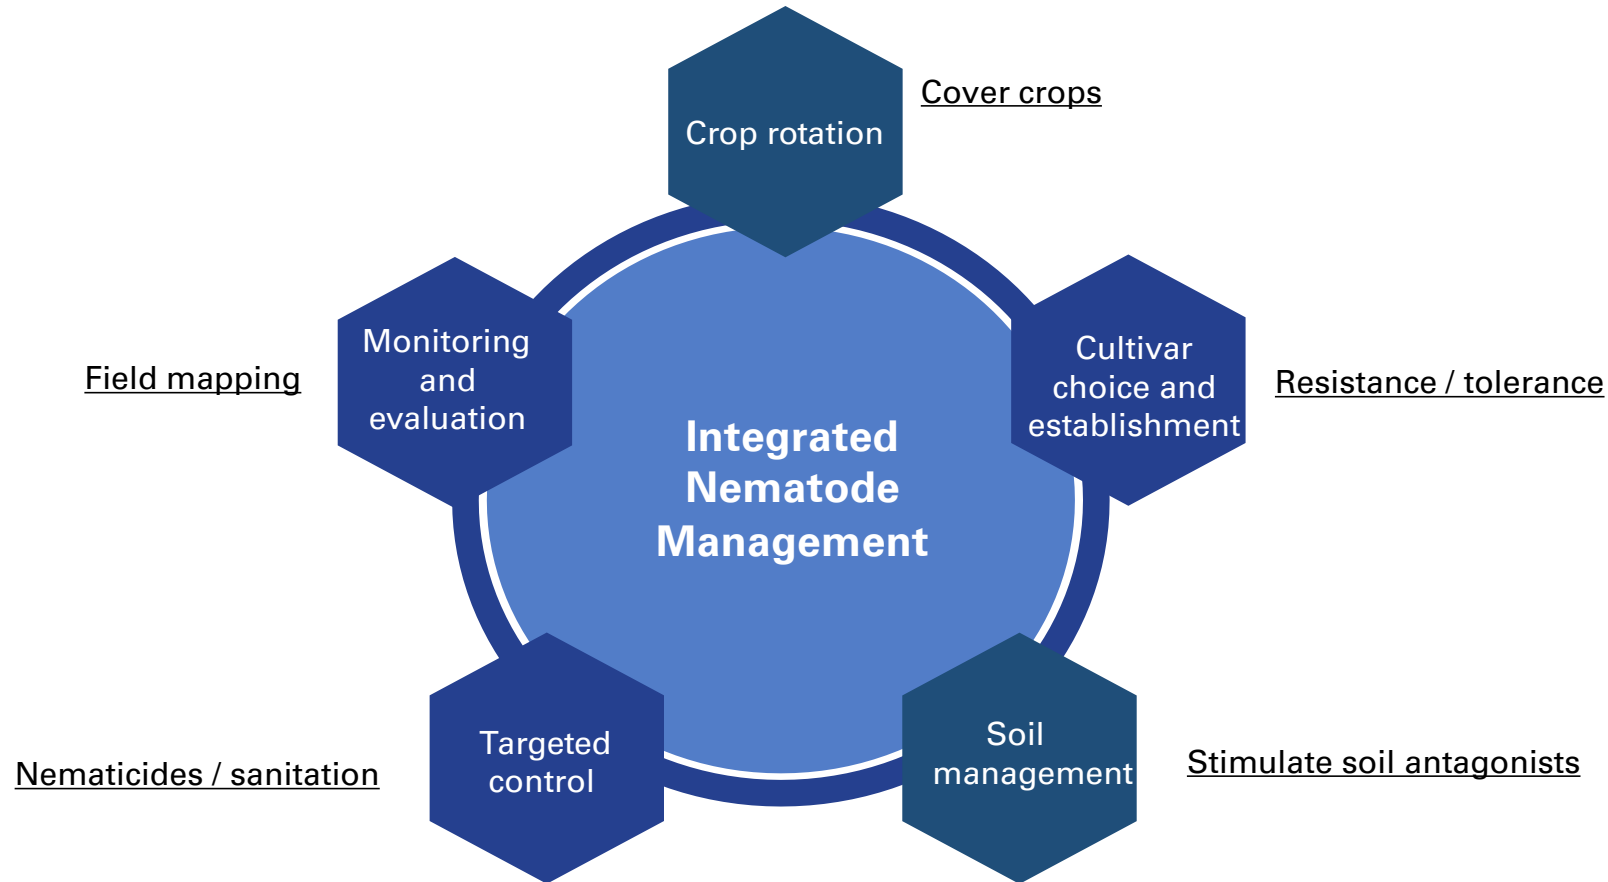 Cover crops
Crop rotation
Monitoring
and
evaluation
Field mapping
Cultivar
choice and
establishment
Resistance / tolerance
Integrated
Nematode
Management
Targeted
control
Nematicides / sanitation
Soil
management
Stimulate soil antagonists